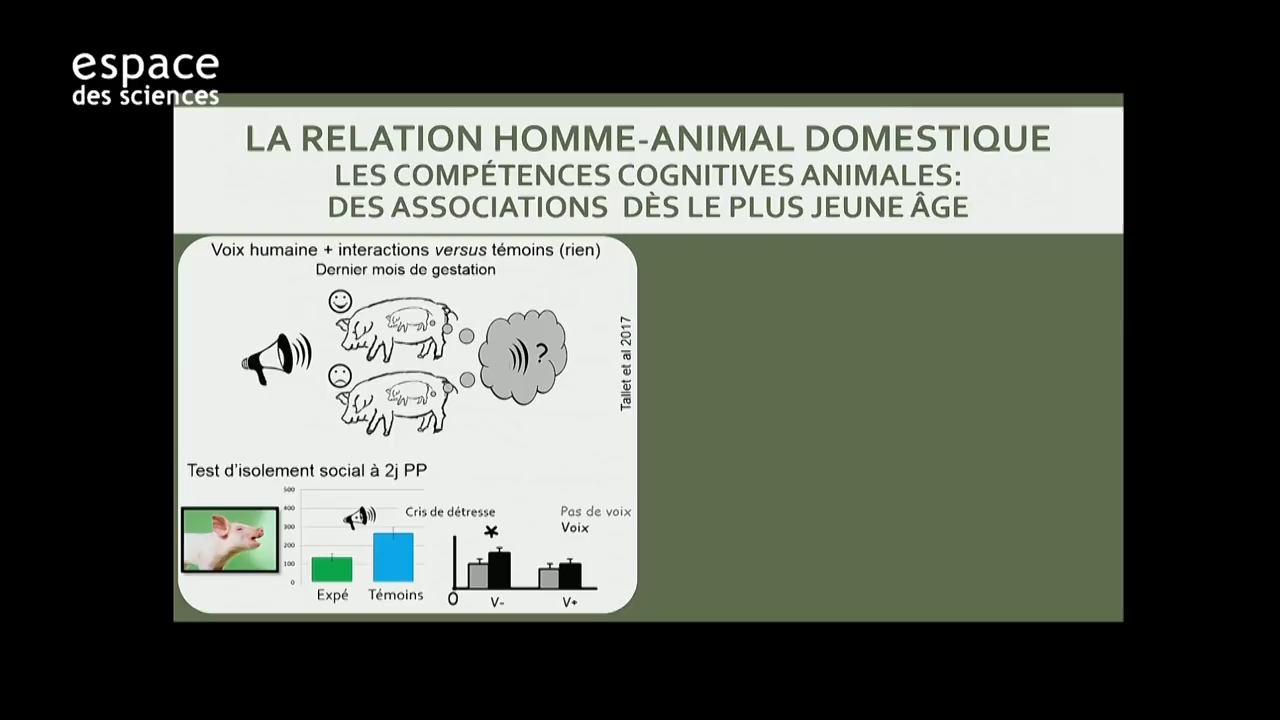 espace
des sciences
LA RELATION HOMME-ANIMAL DOMESTIQUE
LES COMPÉTENCES COGNITIVES ANIMALES:
DES ASSOCIATIONS DÈS LE PLUS JEUNE ÂGE
Voix humaine + interactions versus témoins (rien)
Dernier mois de gestation
?
Tallet et al 2017
Test d'isolement social à 2j PP
500
400
300
200
100
0
Expé Témoins
Cris de détresse
Pas de voix
Voix
*
0
V- V+